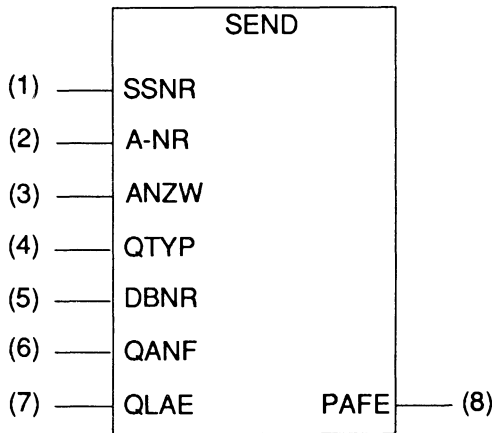 SEND
(1) SSNR
(2) A-NR
(3) ANZW
(4) QTYP
(5) DBNR
(6) QANF
(7) QLAE PAFE (8)